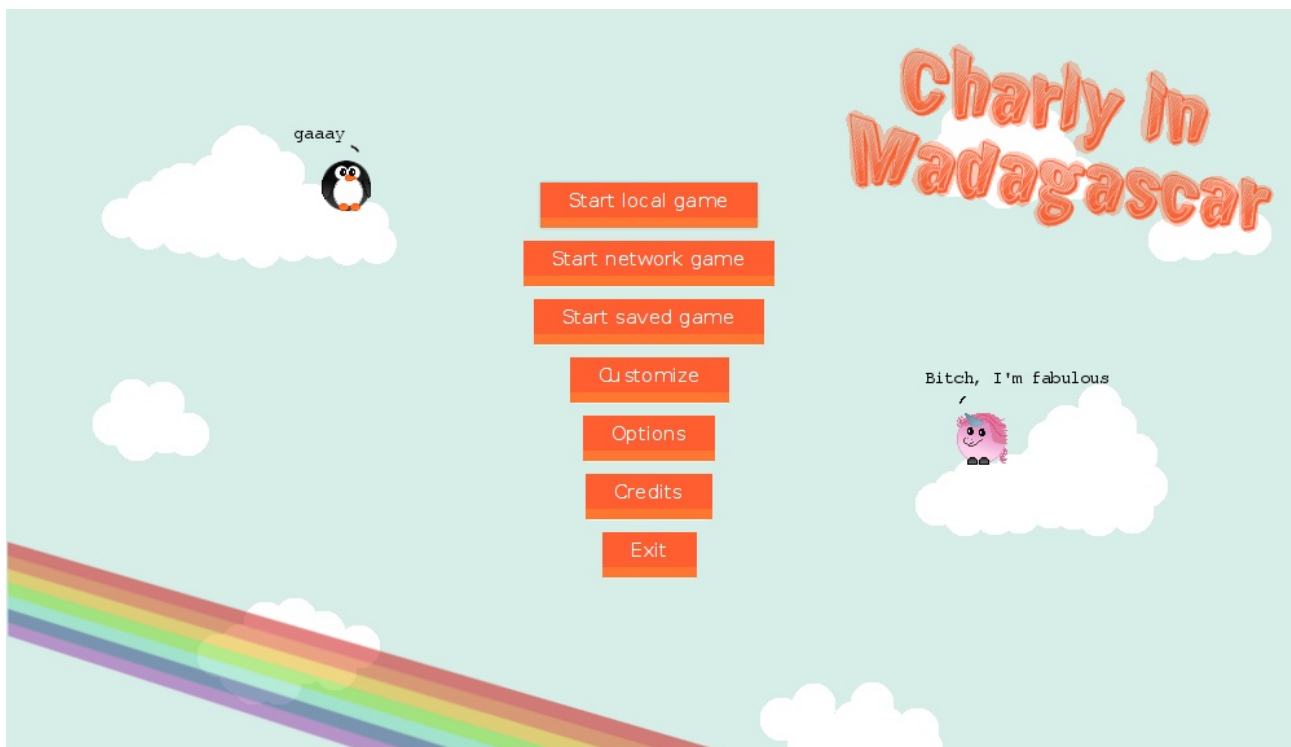 Charly in
Madagascar
gaaay
Start local game
Start network game
Start saved game
Customize
Bitch, I'm fabulous
Options
Credits
Exit